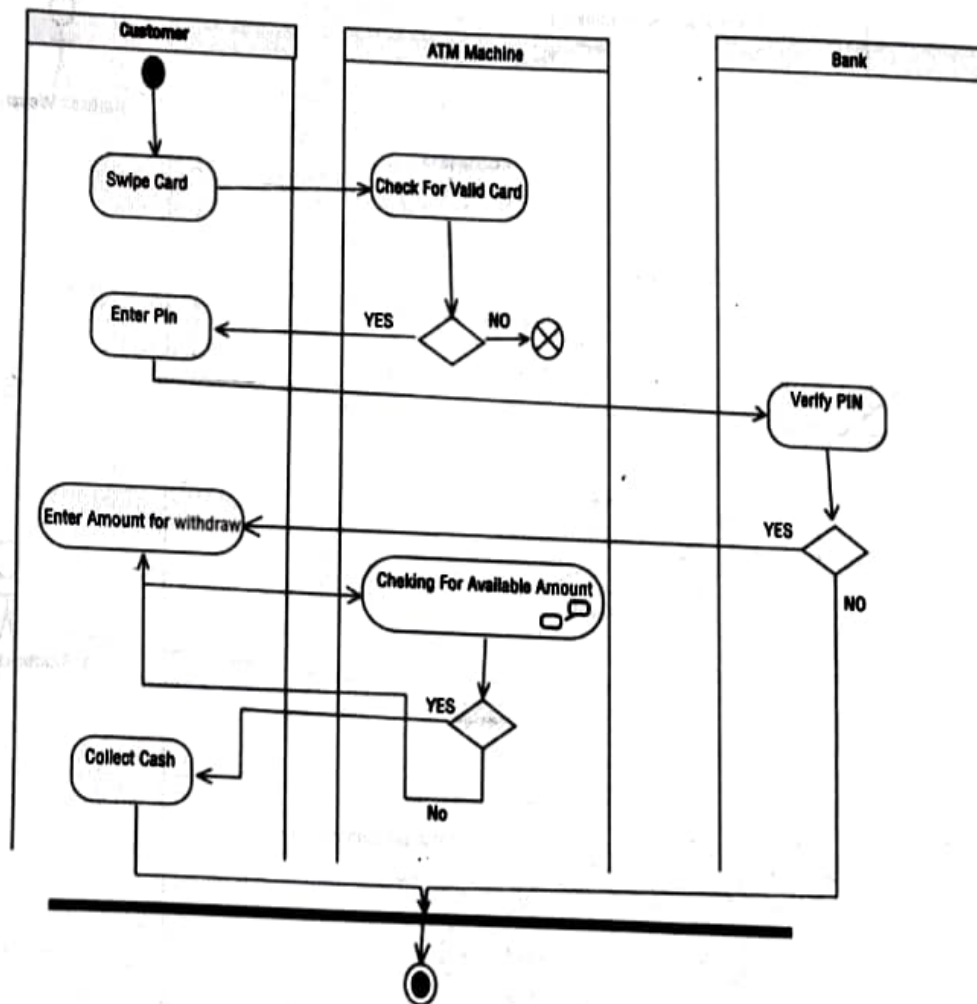 Customer
ATM Machine
Bank
Swipe Card
Check For Valid Card
Enter Pin
YES
NO
Verify PIN
Enter Amount for withdraw
YES
NO
Cheking For Available Amount
YES
Collect Cash
No